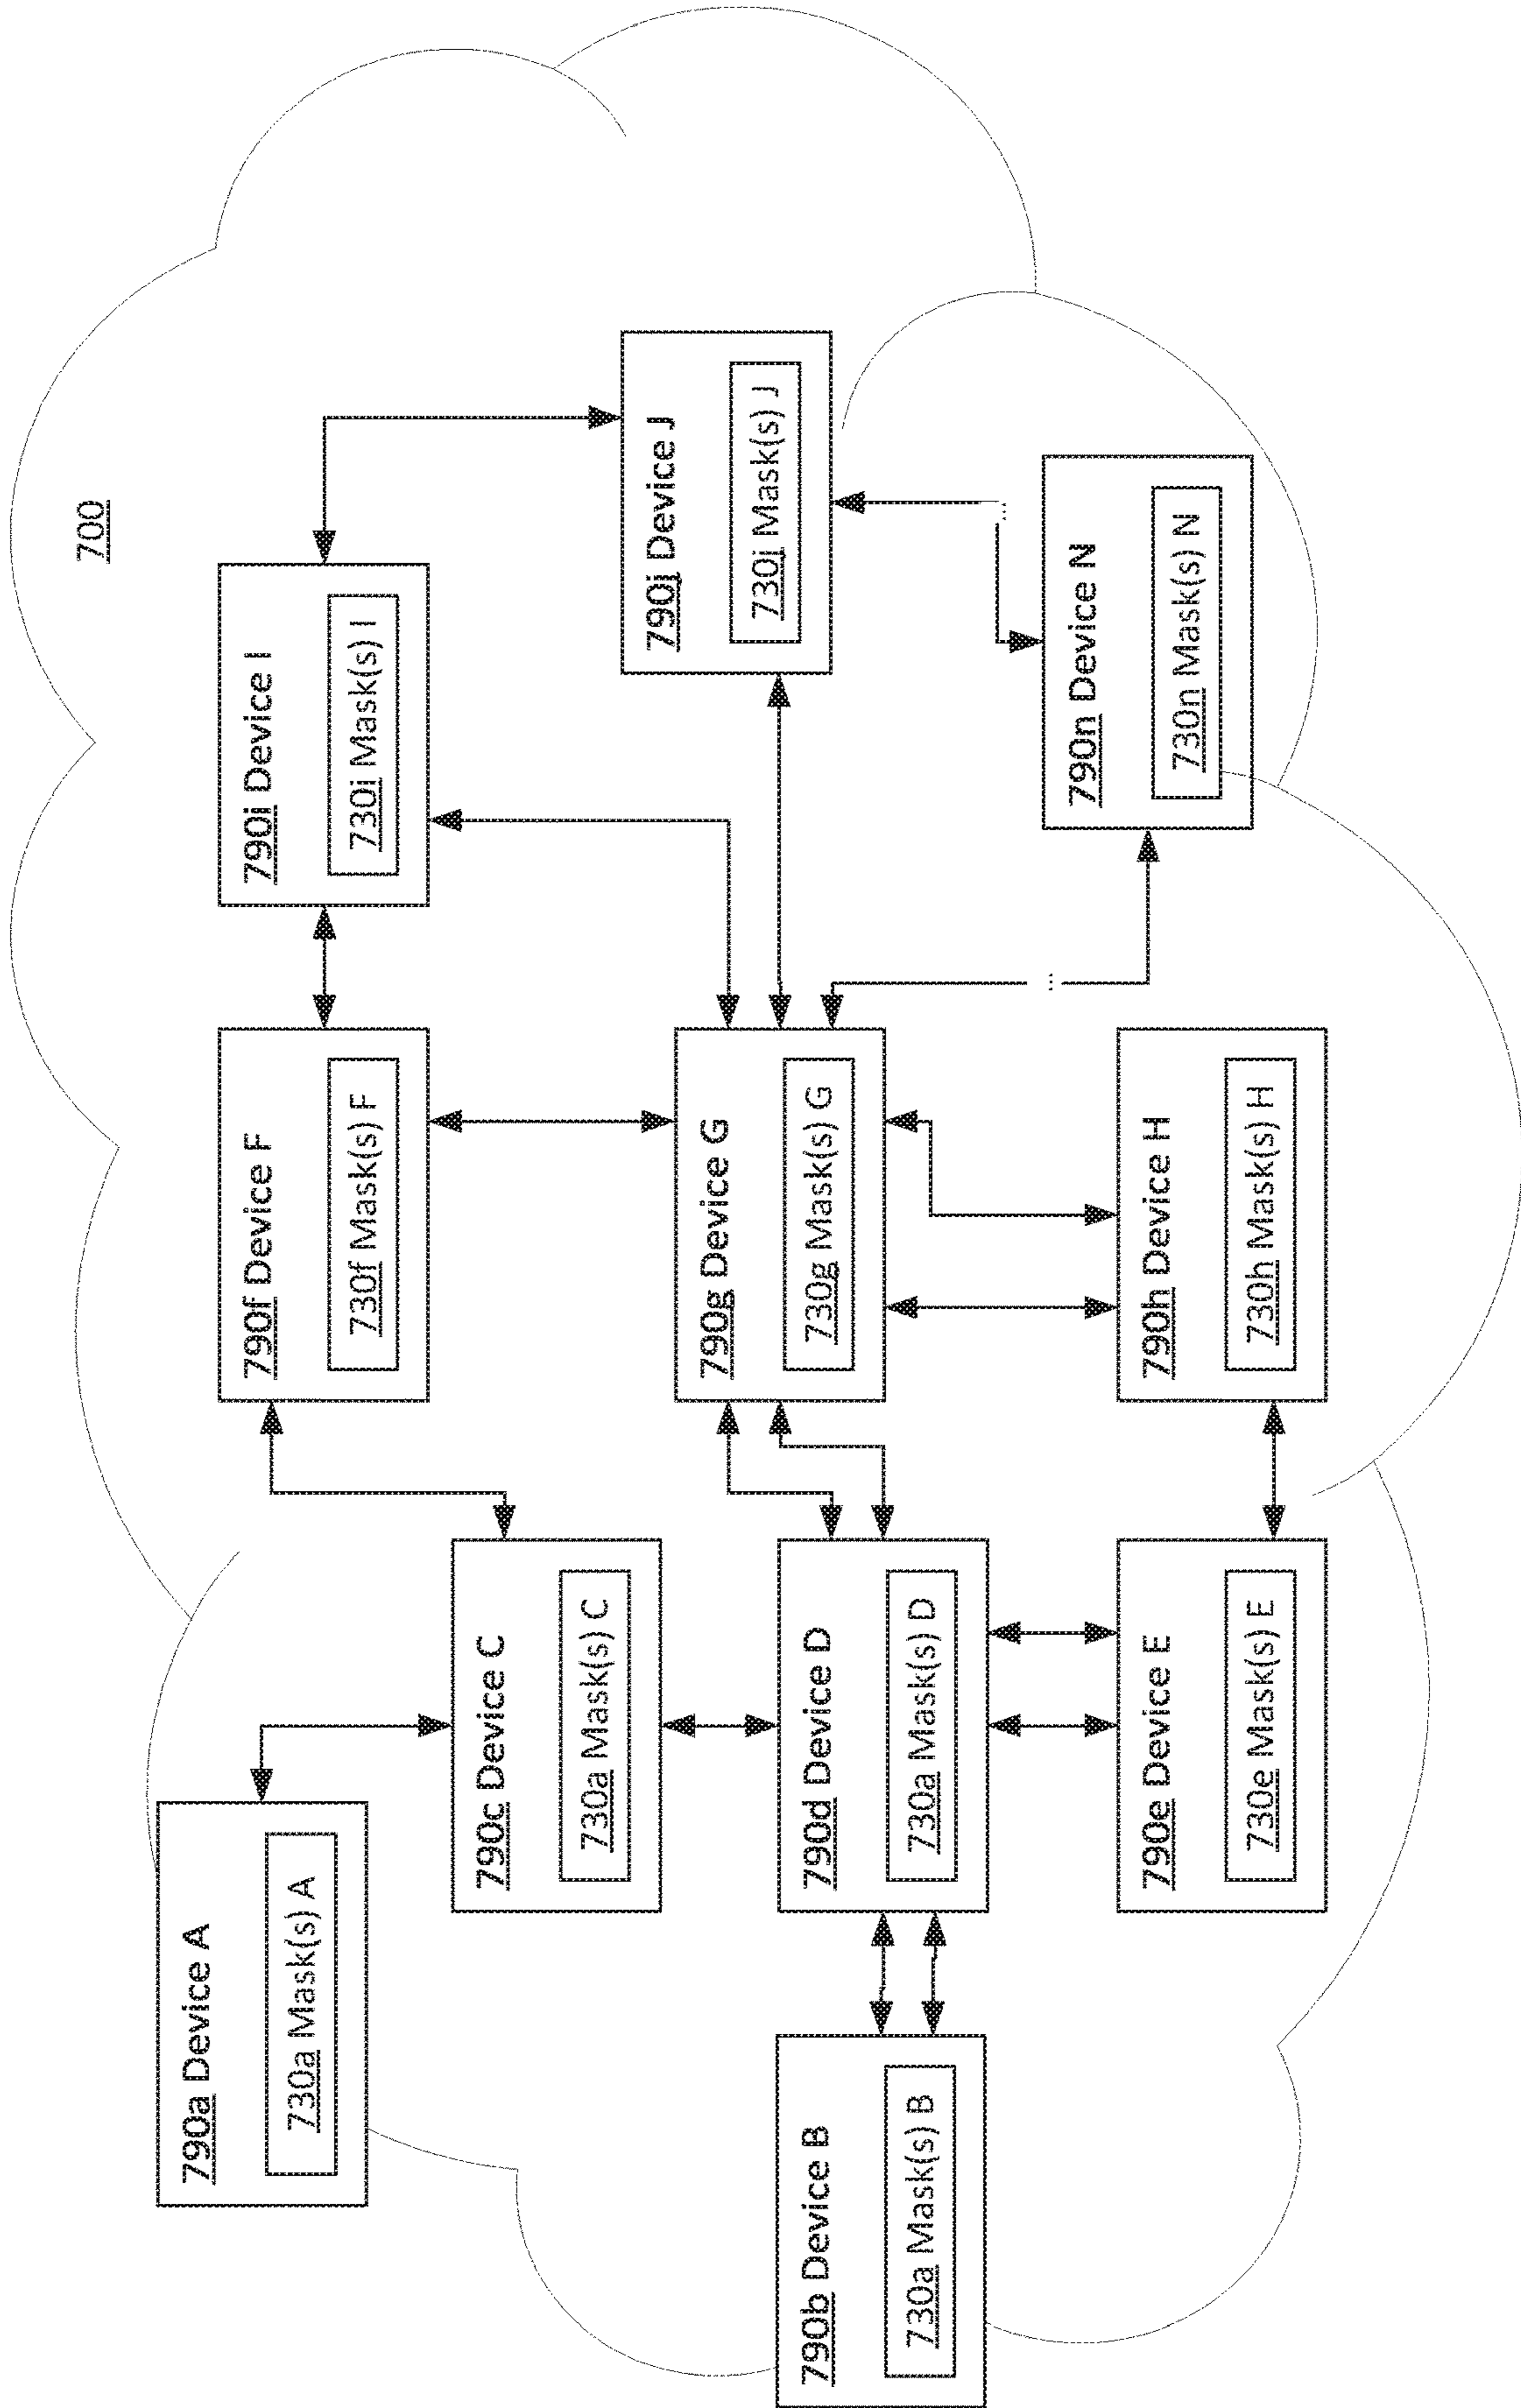 700
790a Device A
730a Mask(s) A
790f Device F
730f Mask(s) F
790i Device I
730i Mask(s) I
790c Device C
730a Mask(s) C
790g Device G
730g Mask(s) G
790j Device J
730j Mask(s) J
790b Device B
730a Mask(s) B
790d Device D
730a Mask(s) D
...
...
790n Device N
730n Mask(s) N
790e Device E
730e Mask(s) E
790h Device H
730h Mask(s) H